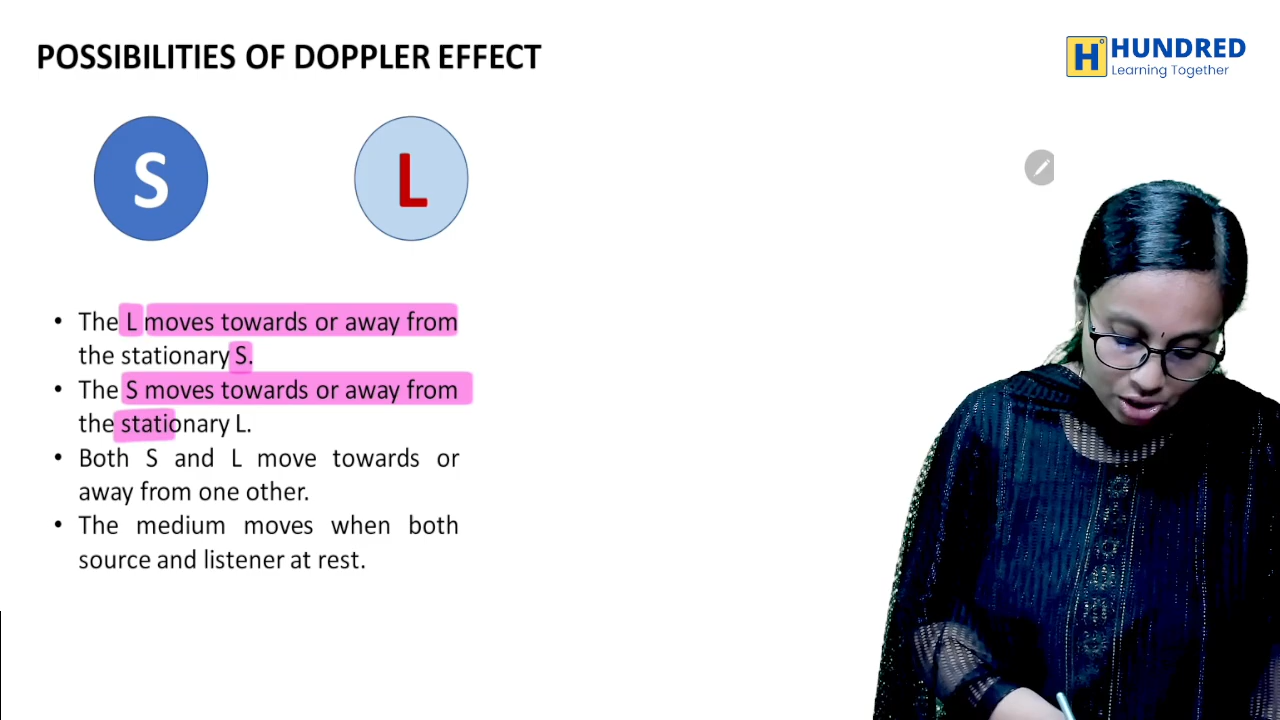 POSSIBILITIES OF DOPPLER EFFECT
H HUNDRED
Learning Together
S
L
• The L moves towards or away from
the stationary S.
• The S moves towards or away from
the stationary L.
• Both S and L move towards or
away from one other.
• The medium moves when both
source and listener at rest.